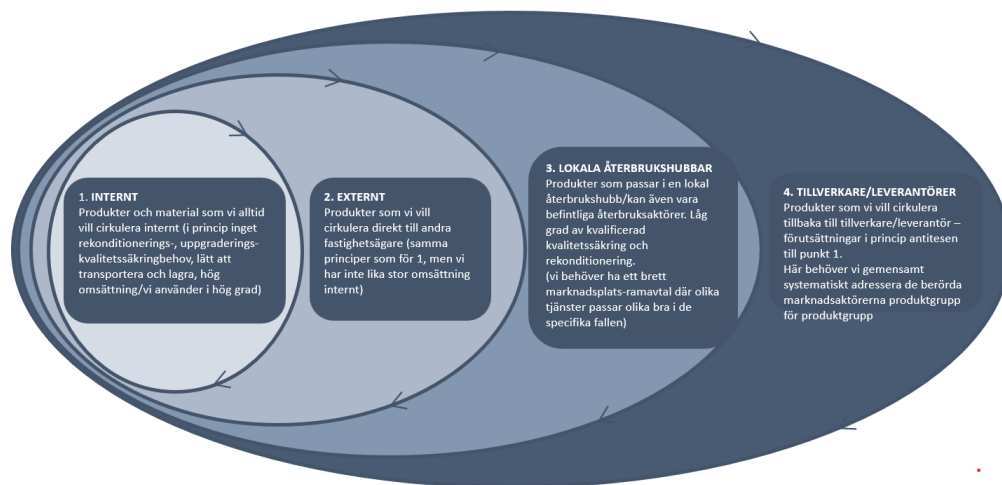 1. INTERNT
Produkter och material som vi alltid
vill cirkulera internt (i princip inget
rekonditionerings-, uppgraderings-
kvalitetssäkringbehov, lätt att
transportera och lagra, hög
omsättning/vi använder i hög grad)
2. EXTERNT
Produkter som vi vill
cirkulera direkt till andra
fastighetsägare (samma
principer som för 1, men vi
har inte lika stor omsättning
internt)
3. LOKALA ÅTERBRUKSHUBBAR
Produkter som passar i en lokal
återbrukshubb/kan även vara
befintliga återbruksaktörer. Låg
grad av kvalificerad
kvalitetssäkring och
rekonditionering.
(vi behöver ha ett brett
marknadsplats-ramavtal där olika
tjänster passar olika bra i de
specifika fallen)
4. TILLVERKARE/LEVERANTÖRER
Produkter som vi vill cirkulera
tillbaka till tillverkare/leverantör –
förutsättningar i princip antitesen
till punkt 1.
Här behöver vi gemensamt
systematiskt adressera de berörda
marknadsaktörerna produktgrupp
för produktgrupp